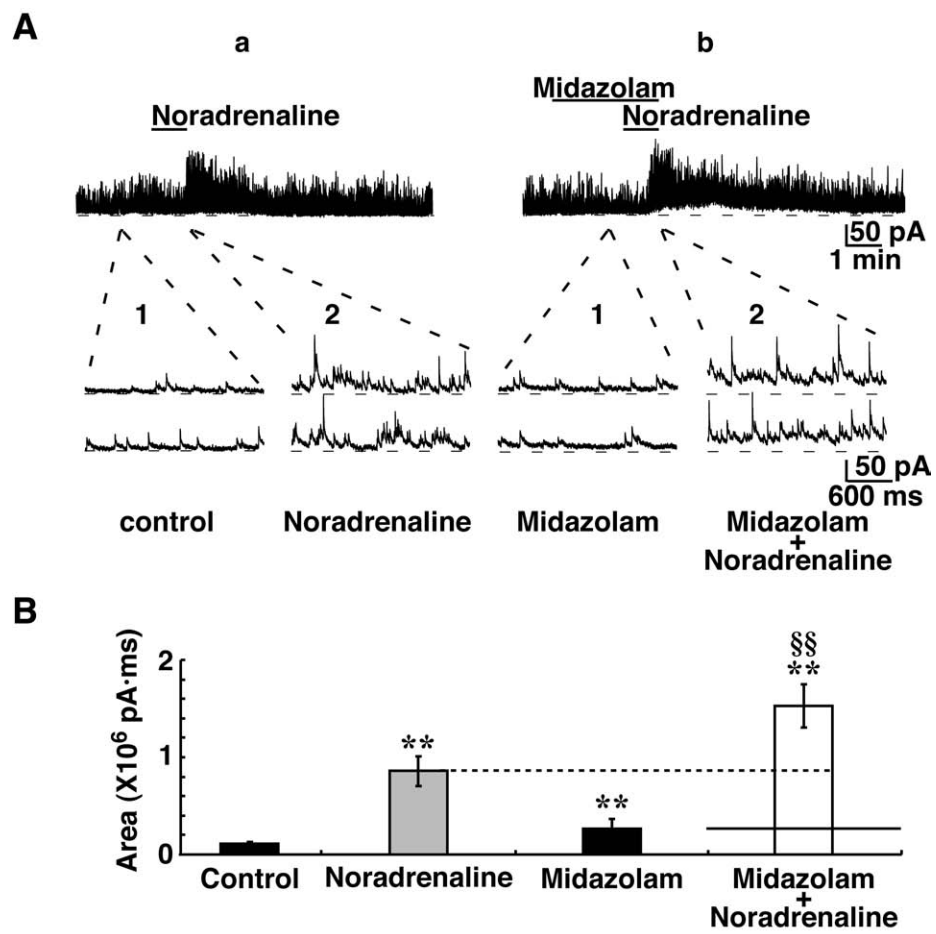 A
a
b
Midazolam
Noradrenaline
Noradrenaline
50 pA
1 min
1
2
1
2
50 pA
600 ms
control
Noradrenaline
Midazolam
Midazolam
+
Noradrenaline
B
Area (X10⁶ pA·ms)
2
1
0
**
**
§§
**
Control
Noradrenaline
Midazolam
Midazolam
+
Noradrenaline